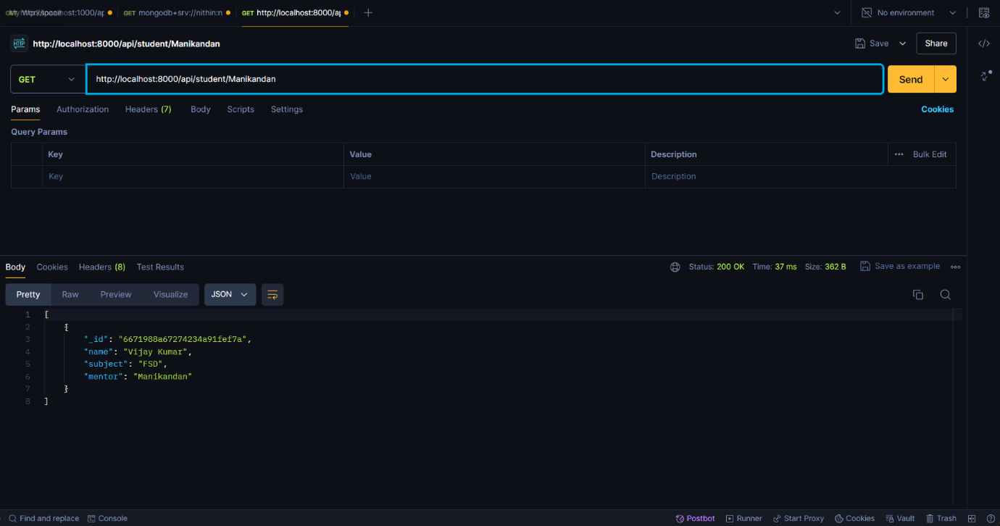 GET mongodb+srv://nithin:n
GET http://localhost:8000/a
No environment
HTTP http://localhost:8000/api/student/Manikandan
Save
Share
GET
http://localhost:8000/api/student/Manikandan
Send
Params Authorization Headers (7) Body Scripts Settings
Cookies
Query Params
Key Value Description ••• Bulk Edit
Key Value Description
Body Cookies Headers (8) Test Results
Status: 200 OK Time: 37 ms Size: 362 B
Save as example
Pretty Raw Preview Visualize JSON
1 [
2 {
3 "_id": "6671988a67274234a91fef7a",
4 "name": "Vijay Kumar",
5 "subject": "FSD",
6 "mentor": "Manikandan"
7 }
8 ]
Find and replace Console
Postbot Runner Start Proxy Cookies Vault Trash